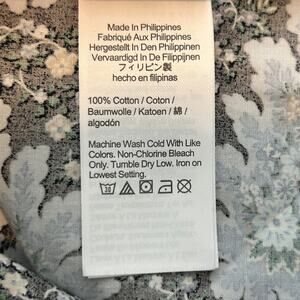 Made In Philippines
Fabriqué Aux Philippines
Hergestellt In Den Philippinen
Vervaardigd In De Filippijnen
フィリピン製
hecho en filipinas
100% Cotton / Coton /
Baumwolle / Katoen / 綿 /
algodón
Machine Wash Cold With Like
Colors. Non-Chlorine Bleach
Only. Tumble Dry Low. Iron on
Lowest Setting.
30